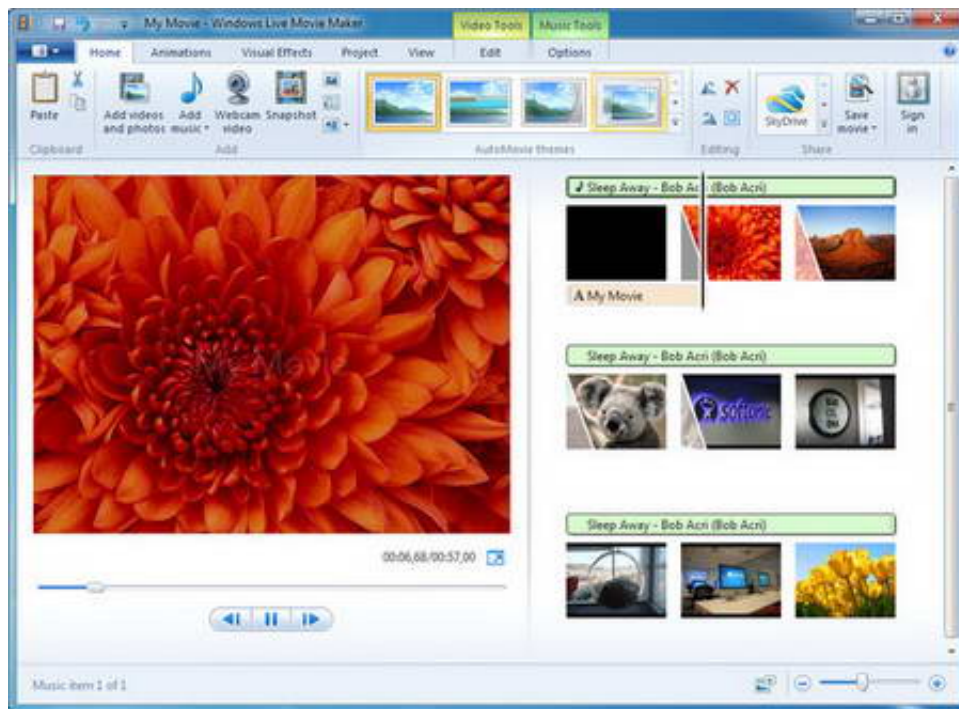 My Movie - Windows Live Movie Maker
Video Tools
Music Tools
Home
Animations
Visual Effects
Project
View
Edit
Options
Paste
Add videos and photos
Add music
Webcam video
Snapshot
SkyDrive
Save movie
Sign in
Clipboard
Add
AutoMovie themes
Editing
Share
My Movie
00:06,68/00:57,00
Music item 1 of 1
Sleep Away - Bob Acri (Bob Acri)
A My Movie
Sleep Away - Bob Acri (Bob Acri)
softonic
Sleep Away - Bob Acri (Bob Acri)